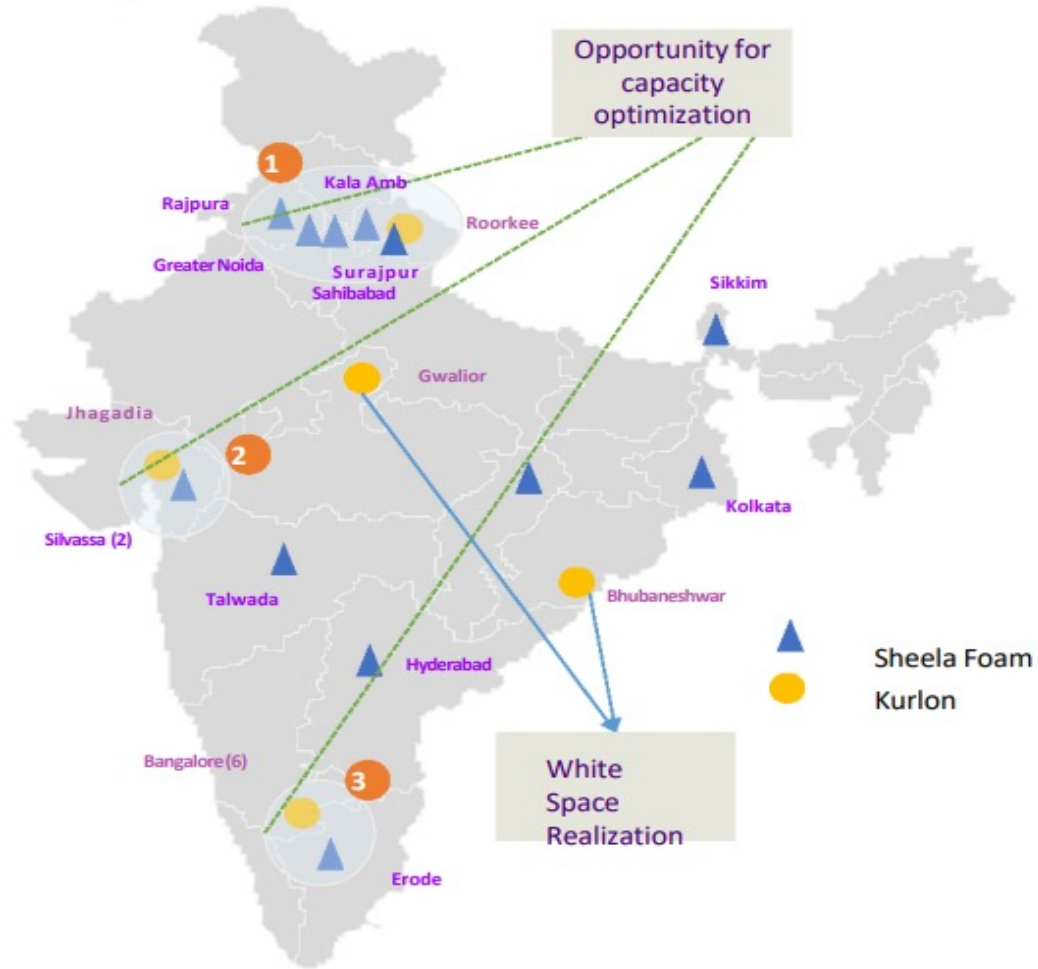 Opportunity for
capacity
optimization
1
Kala Amb
Rajpura
Roorkee
Greater Noida
Surajpur
Sahibabad
Sikkim
Gwalior
Jhagadia
2
Kolkata
Silvassa (2)
Talwada
Bhubaneshwar
Hyderabad
Sheela Foam
Kurlon
Bangalore (6)
3
White
Space
Realization
Erode